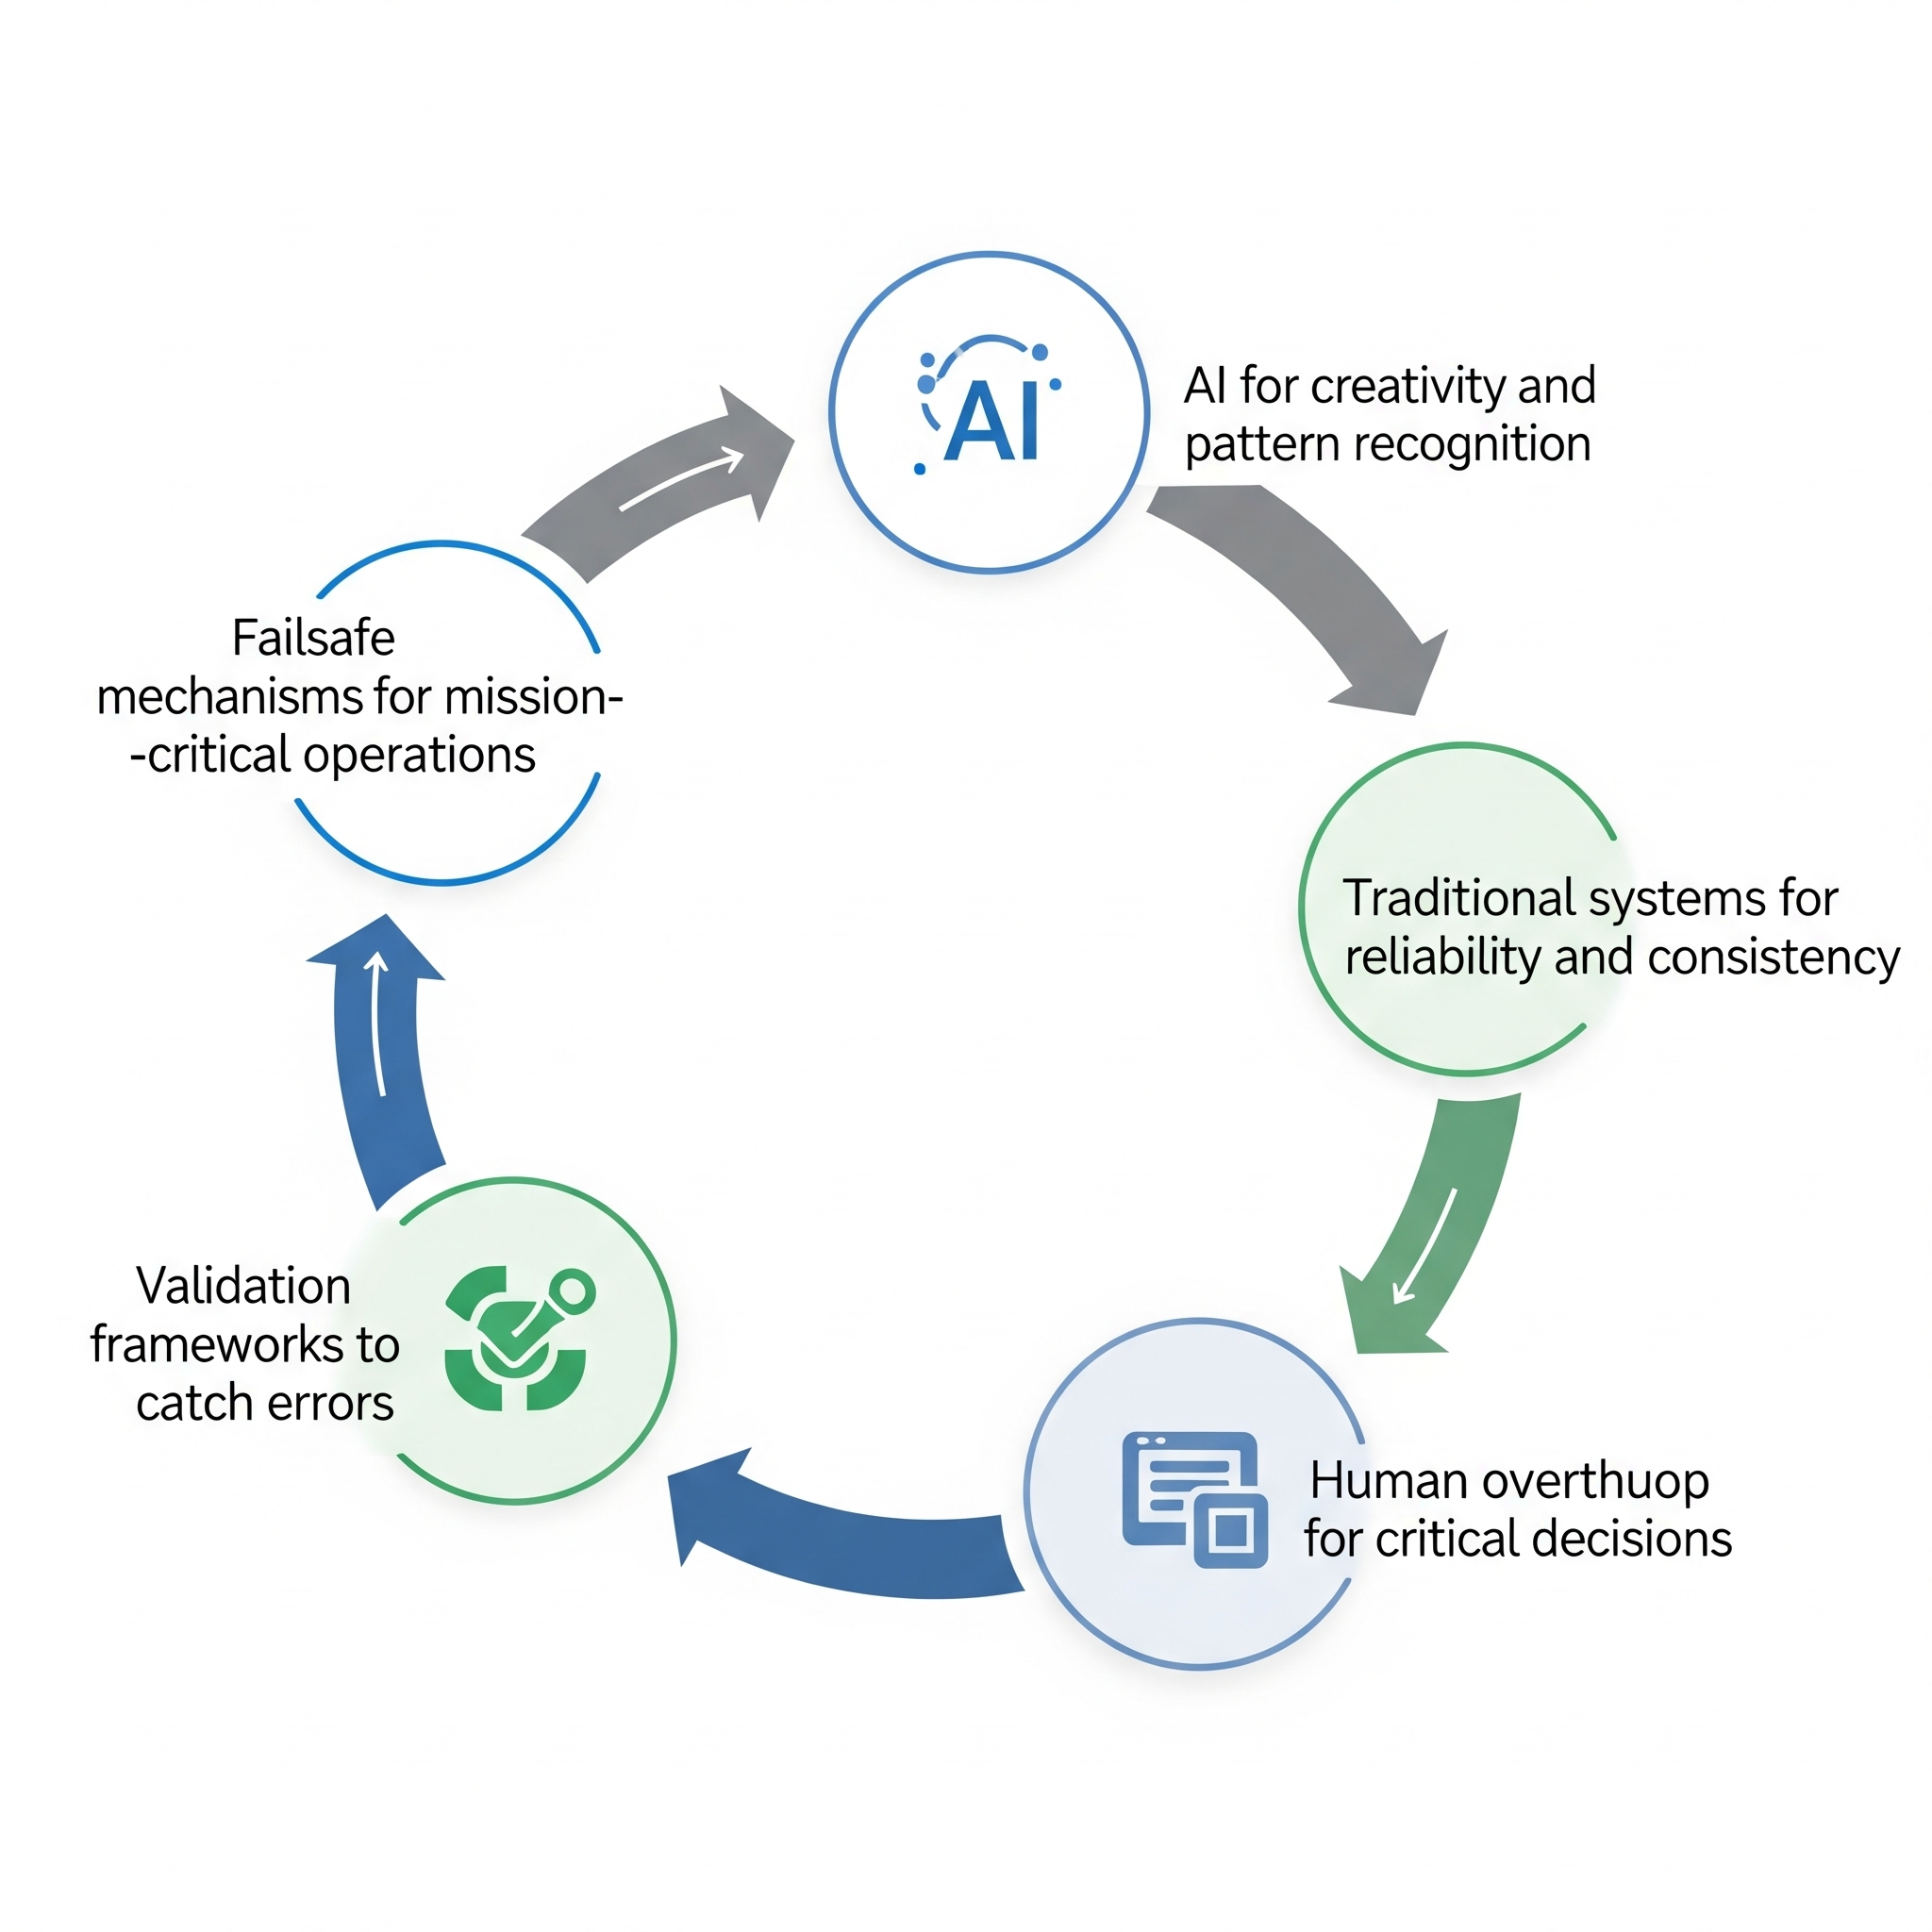 AI
AI for creativity and
pattern recognition
Traditional systems for
reliability and consistency
Human overthuop
for critical decisions
Validation
frameworks to
catch errors
Failsafe
mechanisms for mission-
-critical operations